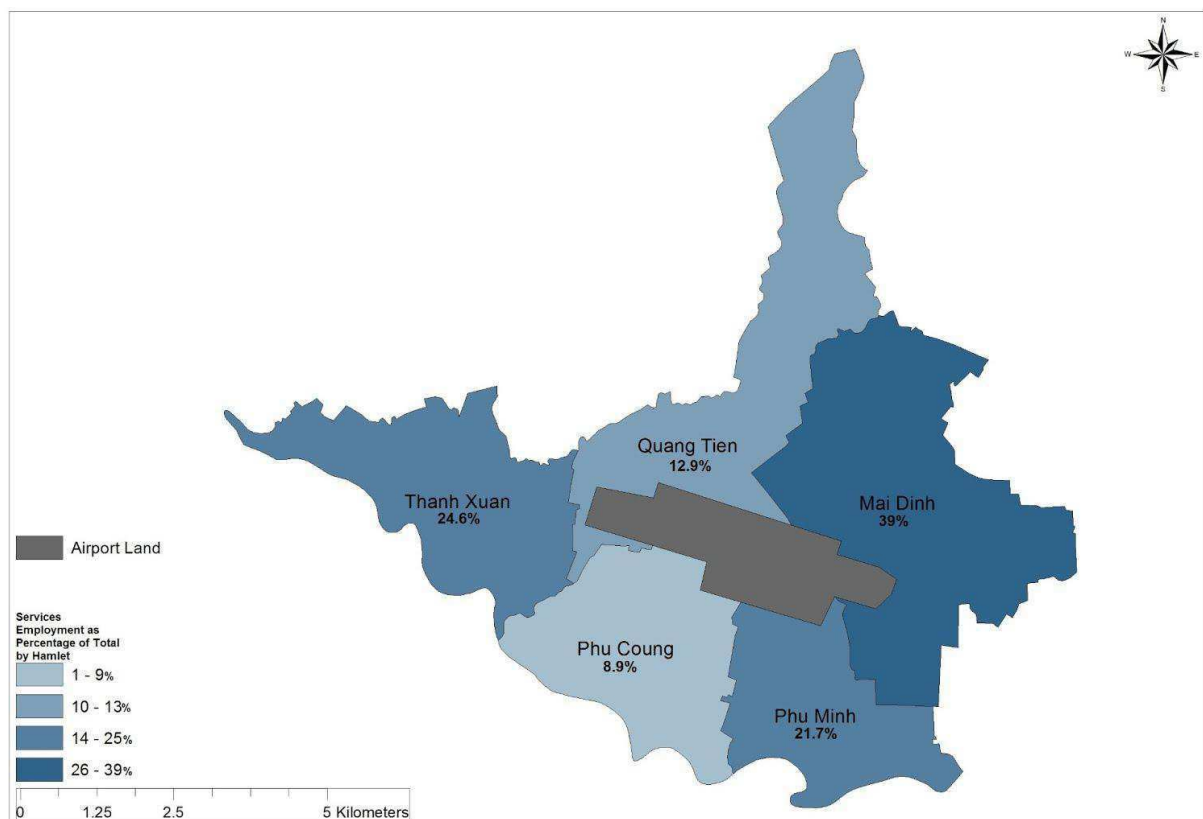 N
W E
S
Quang Tien
12.9%
Thanh Xuan
24.6%
Mai Dinh
39%
Phu Coung
8.9%
Phu Minh
21.7%
Airport Land
Services
Employment as
Percentage of Total
by Hamlet
1 - 9%
10 - 13%
14 - 25%
26 - 39%
0 1.25 2.5 5 Kilometers